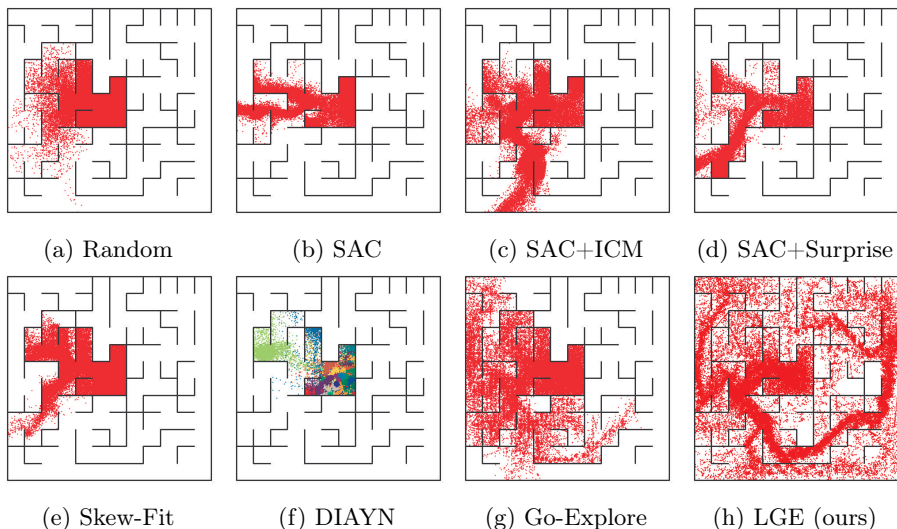 (a) Random
(b) SAC
(c) SAC+ICM
(d) SAC+Surprise
(e) Skew-Fit
(f) DIAYN
(g) Go-Explore
(h) LGE (ours)